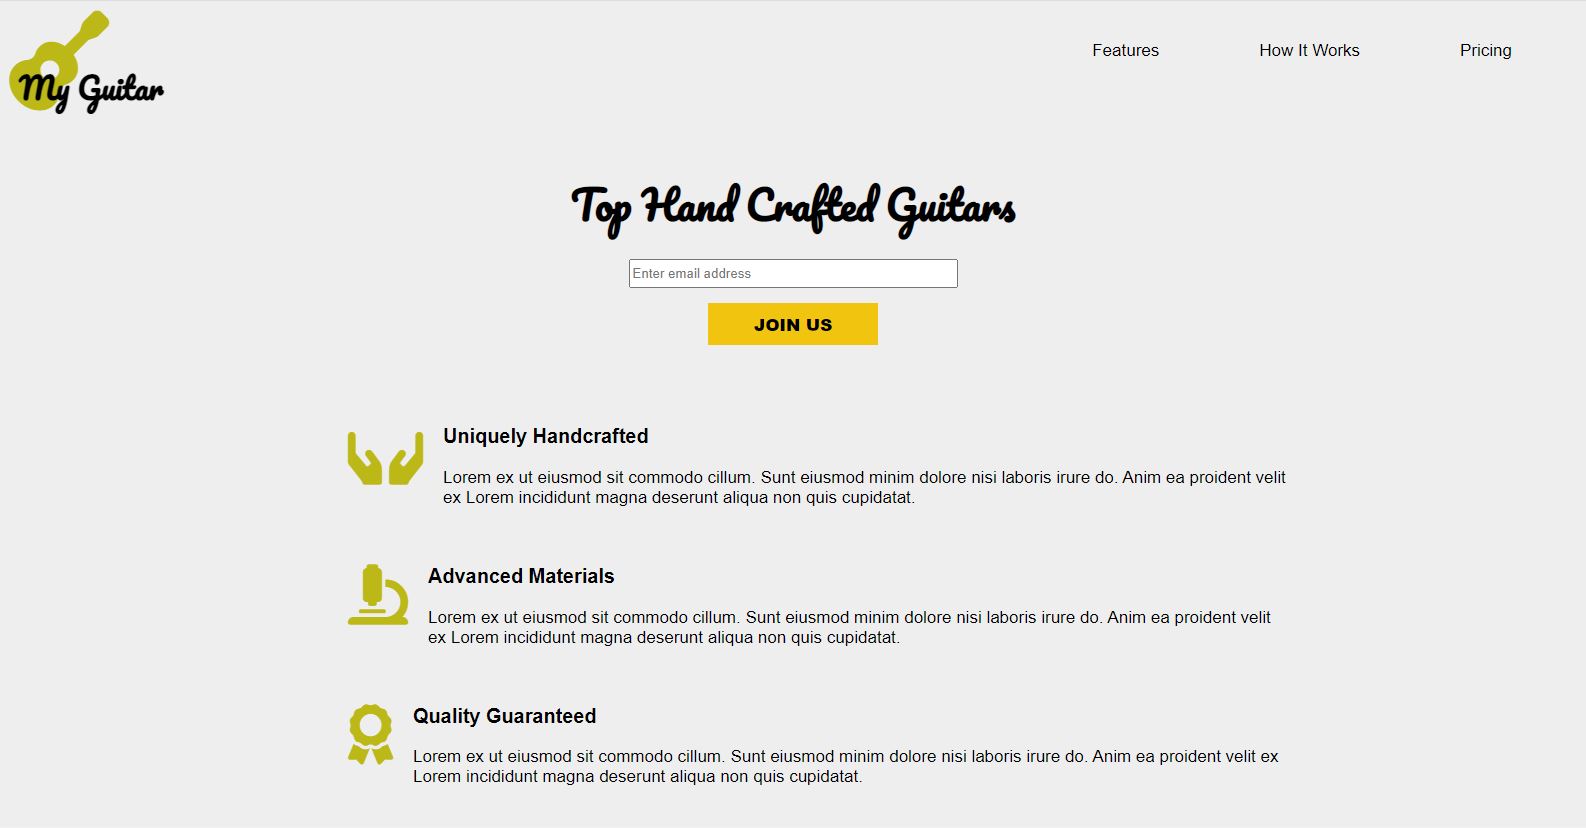 My Guitar
Features
How It Works
Pricing
Top Hand Crafted Guitars
Enter email address
JOIN US
Uniquely Handcrafted
Lorem ex ut eiusmod sit commodo cillum. Sunt eiusmod minim dolore nisi laboris irure do. Anim ea proident velit
ex Lorem incididunt magna deserunt aliqua non quis cupidatat.
Advanced Materials
Lorem ex ut eiusmod sit commodo cillum. Sunt eiusmod minim dolore nisi laboris irure do. Anim ea proident velit
ex Lorem incididunt magna deserunt aliqua non quis cupidatat.
Quality Guaranteed
Lorem ex ut eiusmod sit commodo cillum. Sunt eiusmod minim dolore nisi laboris irure do. Anim ea proident velit ex
Lorem incididunt magna deserunt aliqua non quis cupidatat.